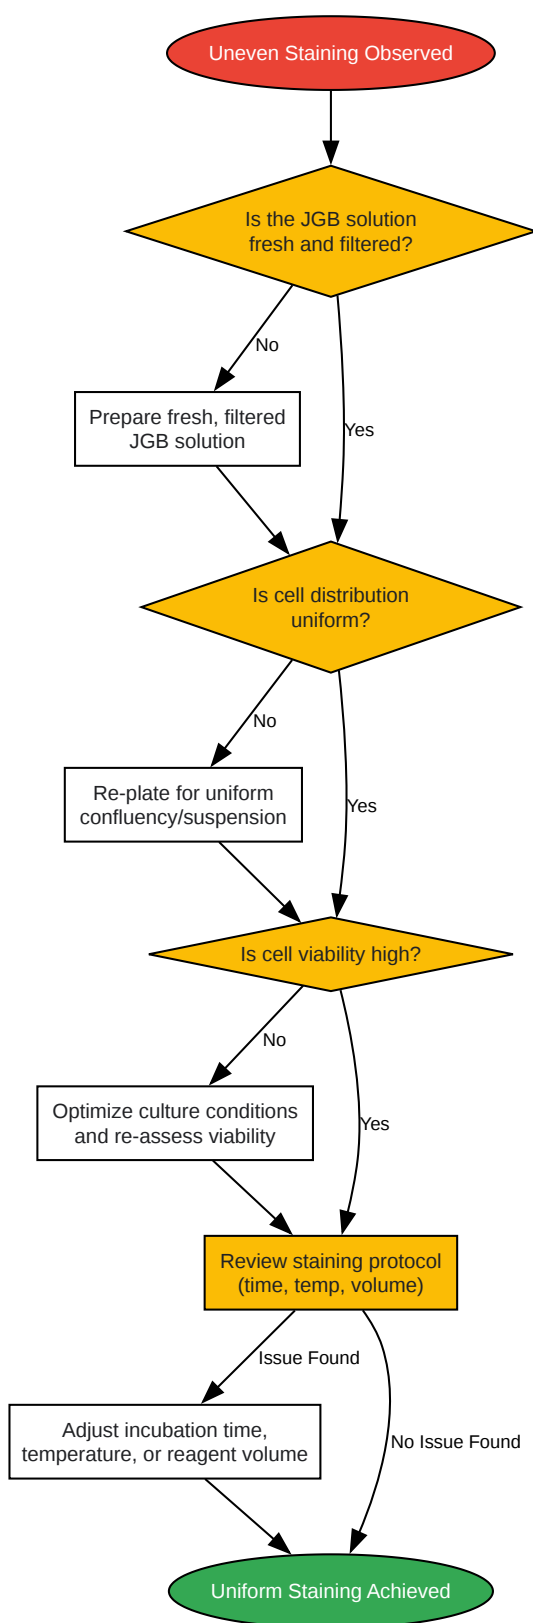 Uneven Staining Observed
Is the JGB solution
fresh and filtered?
No
Prepare fresh, filtered
JGB solution
Yes
Is cell distribution
uniform?
No
Re-plate for uniform
confluency/suspension
Yes
Is cell viability high?
No
Optimize culture conditions
and re-assess viability
Yes
Review staining protocol
(time, temp, volume)
Issue Found
Adjust incubation time,
temperature, or reagent volume
No Issue Found
Uniform Staining Achieved